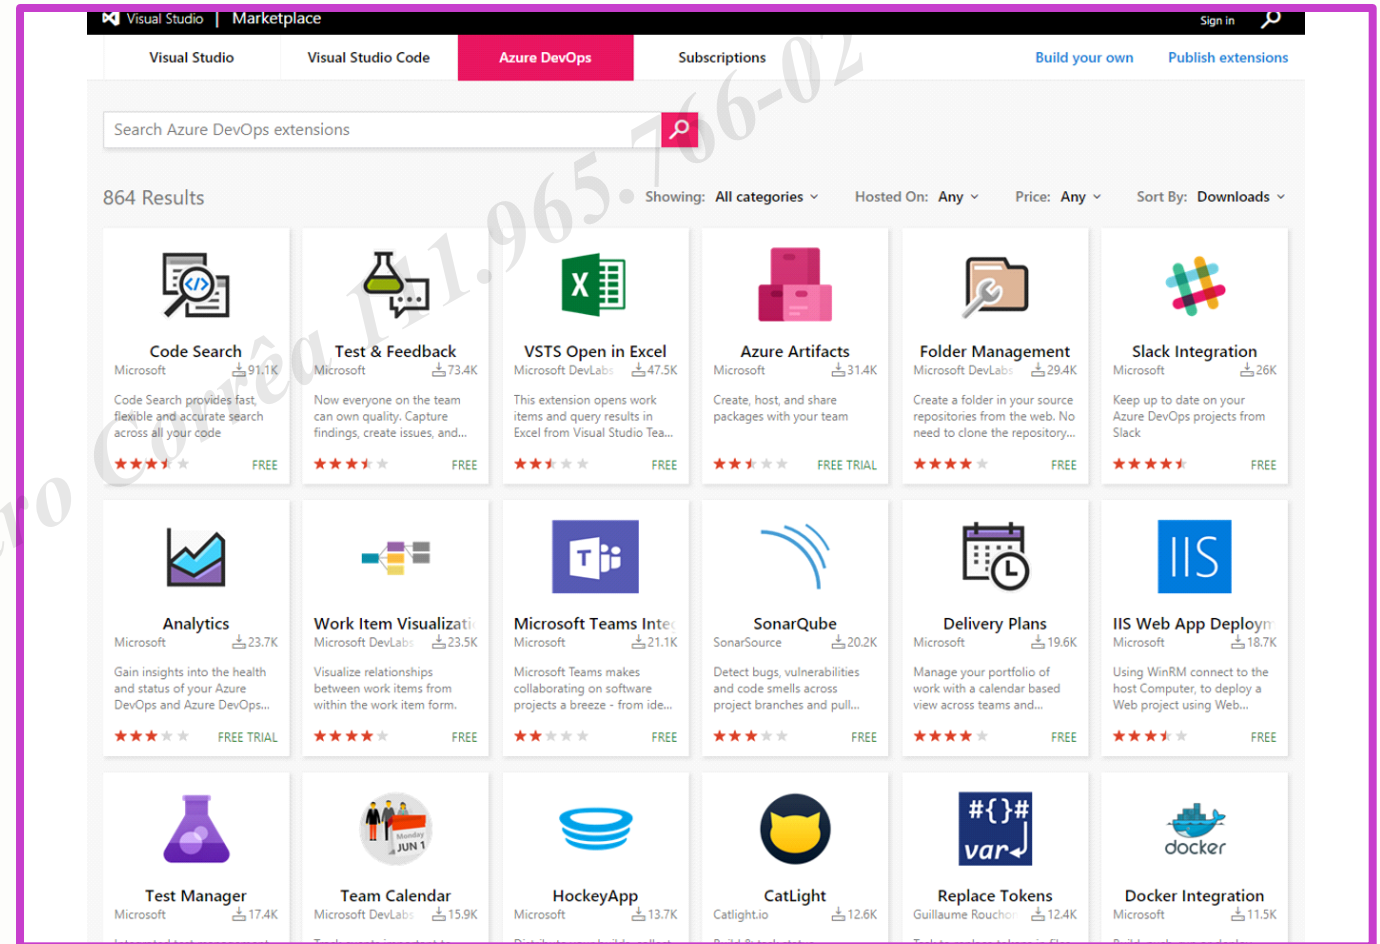 Visual Studio | Marketplace
Sign in
Visual Studio
Visual Studio Code
Azure DevOps
Subscriptions
Build your own
Publish extensions
Search Azure DevOps extensions
864 Results
Showing: All categories
Hosted On: Any
Price: Any
Sort By: Downloads
Code Search
Microsoft 91.1K
Code Search provides fast,
flexible and accurate search
across all your code
FREE
Test & Feedback
Microsoft 73.4K
Now everyone on the team
can own quality. Capture
findings, create issues, and...
FREE
X
VSTS Open in Excel
Microsoft DevLabs 47.5K
This extension opens work
items and query results in
Excel from Visual Studio Tea...
FREE
Azure Artifacts
Microsoft 31.4K
Create, host, and share
packages with your team
FREE TRIAL
Folder Management
Microsoft DevLabs 29.4K
Create a folder in your source
repositories from the web. No
need to clone the repository...
FREE
Slack Integration
Microsoft 26K
Keep up to date on your
Azure DevOps projects from
Slack
FREE
Analytics
Microsoft 23.7K
Gain insights into the health
and status of your Azure
DevOps and Azure DevOps...
FREE TRIAL
Work Item Visualizati
Microsoft DevLabs 23.5K
Visualize relationships
between work items from
within the work item form.
FREE
T
Microsoft Teams Integ
Microsoft 21.1K
Microsoft Teams makes
collaborating on software
projects a breeze - from ide...
FREE
SonarQube
SonarSource 20.2K
Detect bugs, vulnerabilities
and code smells across
project branches and pull...
FREE
Delivery Plans
Microsoft 19.6K
Manage your portfolio of
work with a calendar based
view across teams and...
FREE
IIS
IIS Web App Deploym
Microsoft 18.7K
Using WinRM connect to the
host Computer, to deploy a
Web project using Web...
FREE
Test Manager
Microsoft 17.4K
Monday
JUN 1
Team Calendar
Microsoft DevLabs 15.9K
HockeyApp
Microsoft 13.7K
CatLight
Catlight.io 12.6K
#{}#
var
Replace Tokens
Guillaume Rouchon 12.4K
docker
Docker Integration
Microsoft 11.5K
ro Corrêa 111.965.766-02